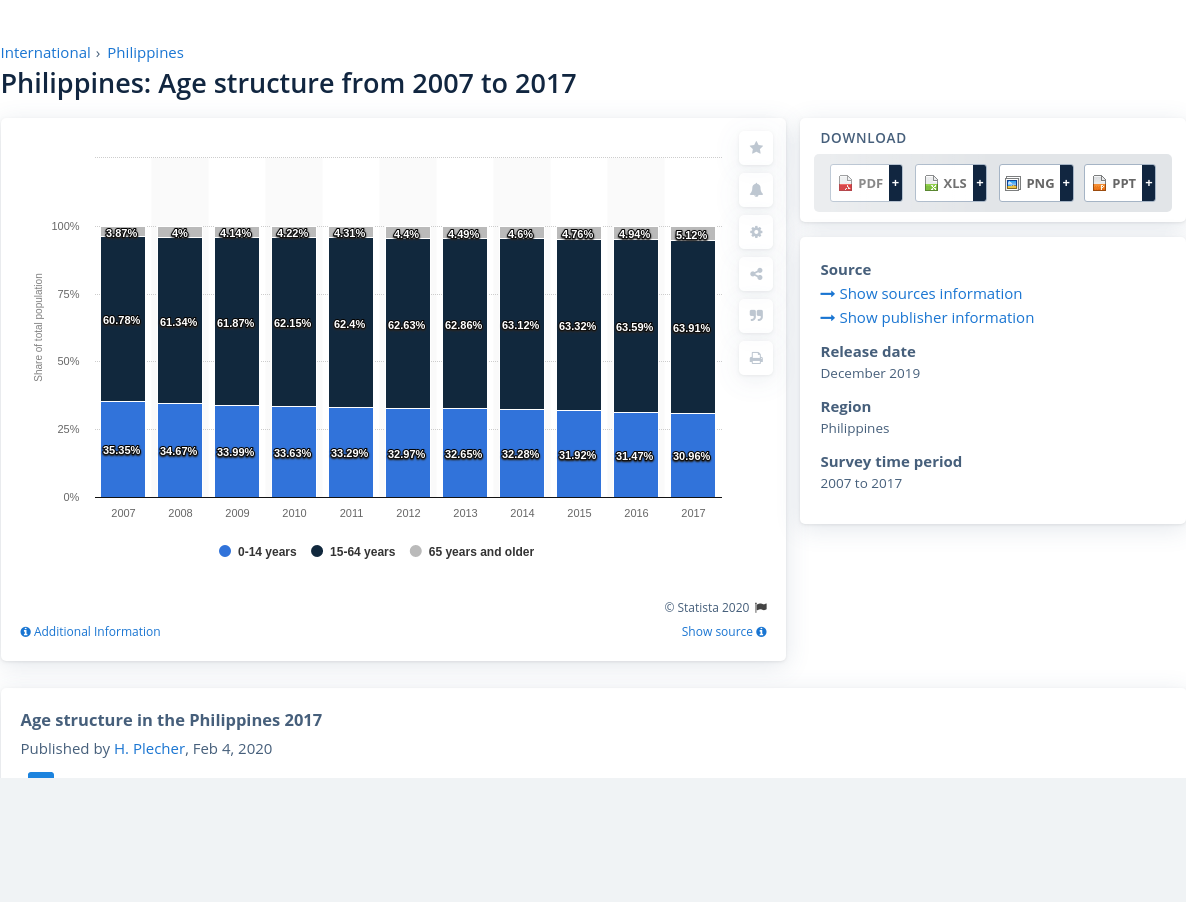 International › Philippines
Philippines: Age structure from 2007 to 2017
Share of total population
100%
75%
50%
25%
0%
3.87% 4% 4.14% 4.22% 4.31% 4.4% 4.49% 4.6% 4.76% 4.94% 5.12%
60.78% 61.34% 61.87% 62.15% 62.4% 62.63% 62.86% 63.12% 63.32% 63.59% 63.91%
35.35% 34.67% 33.99% 33.63% 33.29% 32.97% 32.65% 32.28% 31.92% 31.47% 30.96%
2007 2008 2009 2010 2011 2012 2013 2014 2015 2016 2017
0-14 years 15-64 years 65 years and older
© Statista 2020
Additional Information
Show source
DOWNLOAD
PDF + XLS + PNG + PPT +
Source
Show sources information
Show publisher information
Release date
December 2019
Region
Philippines
Survey time period
2007 to 2017
Age structure in the Philippines 2017
Published by H. Plecher, Feb 4, 2020